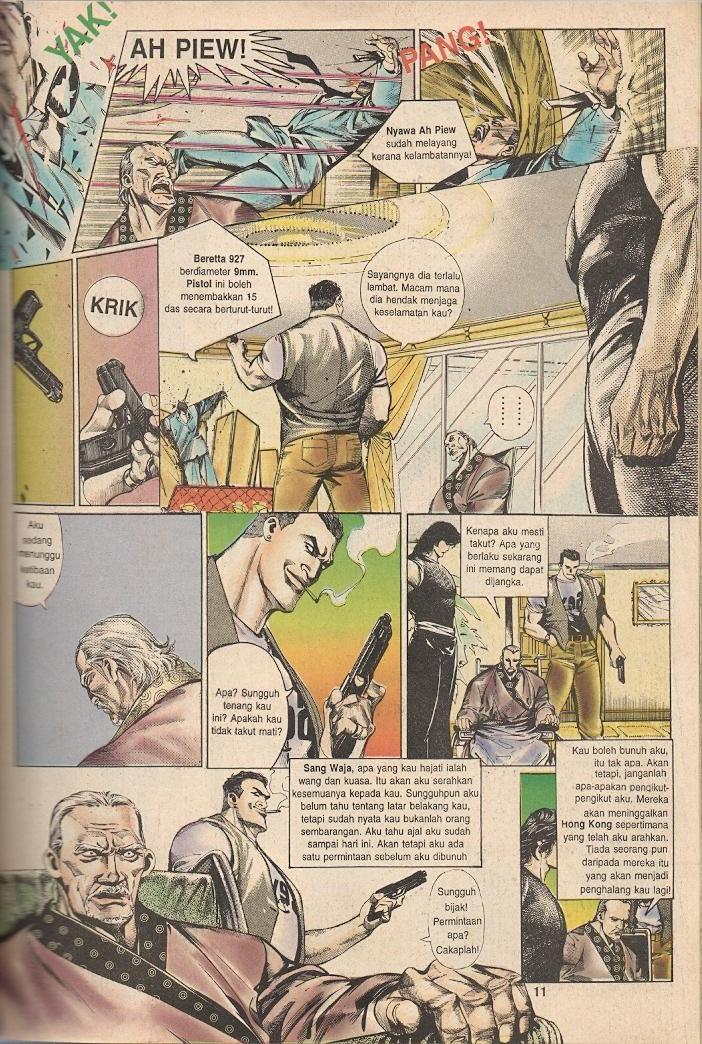 YAK!
AH PIEW!
PANG!
Nyawa Ah Piew
sudah melayang
kerana kelambatannya!
KRIK
Beretta 927
berdiameter 9mm.
Pistol ini boleh
menembakkan 15
das secara berturut-turut!
Sayangnya dia terlalu
lambat. Macam mana
dia hendak menjaga
keselamatan kau?
Aku
sedang
menunggu
ketibaan
kau.
Apa? Sungguh
tenang kau
ini? Apakah kau
tidak takut mati?
Kenapa aku mesti
takut? Apa yang
berlaku sekarang
ini memang dapat
dijangka.
Sang Waja, apa yang kau hajati ialah
wang dan kuasa. Itu akan aku serahkan
kesemuanya kepada kau. Sungguhpun aku
belum tahu tentang latar belakang kau,
tetapi sudah nyata kau bukanlah orang
sembarangan. Aku tahu ajal aku sudah
sampai hari ini. Akan tetapi aku ada
satu permintaan sebelum aku dibunuh
Sungguh
bijak!
Permintaan
apa?
Cakaplah!
Kau boleh bunuh aku,
itu tak apa. Akan
tetapi, janganlah
apa-apakan pengikut-
pengikut aku. Mereka
akan meninggalkan
Hong Kong sepertimana
yang telah aku arahkan.
Tiada seorang pun
daripada mereka itu
yang akan menjadi
penghalang kau lagi!
11